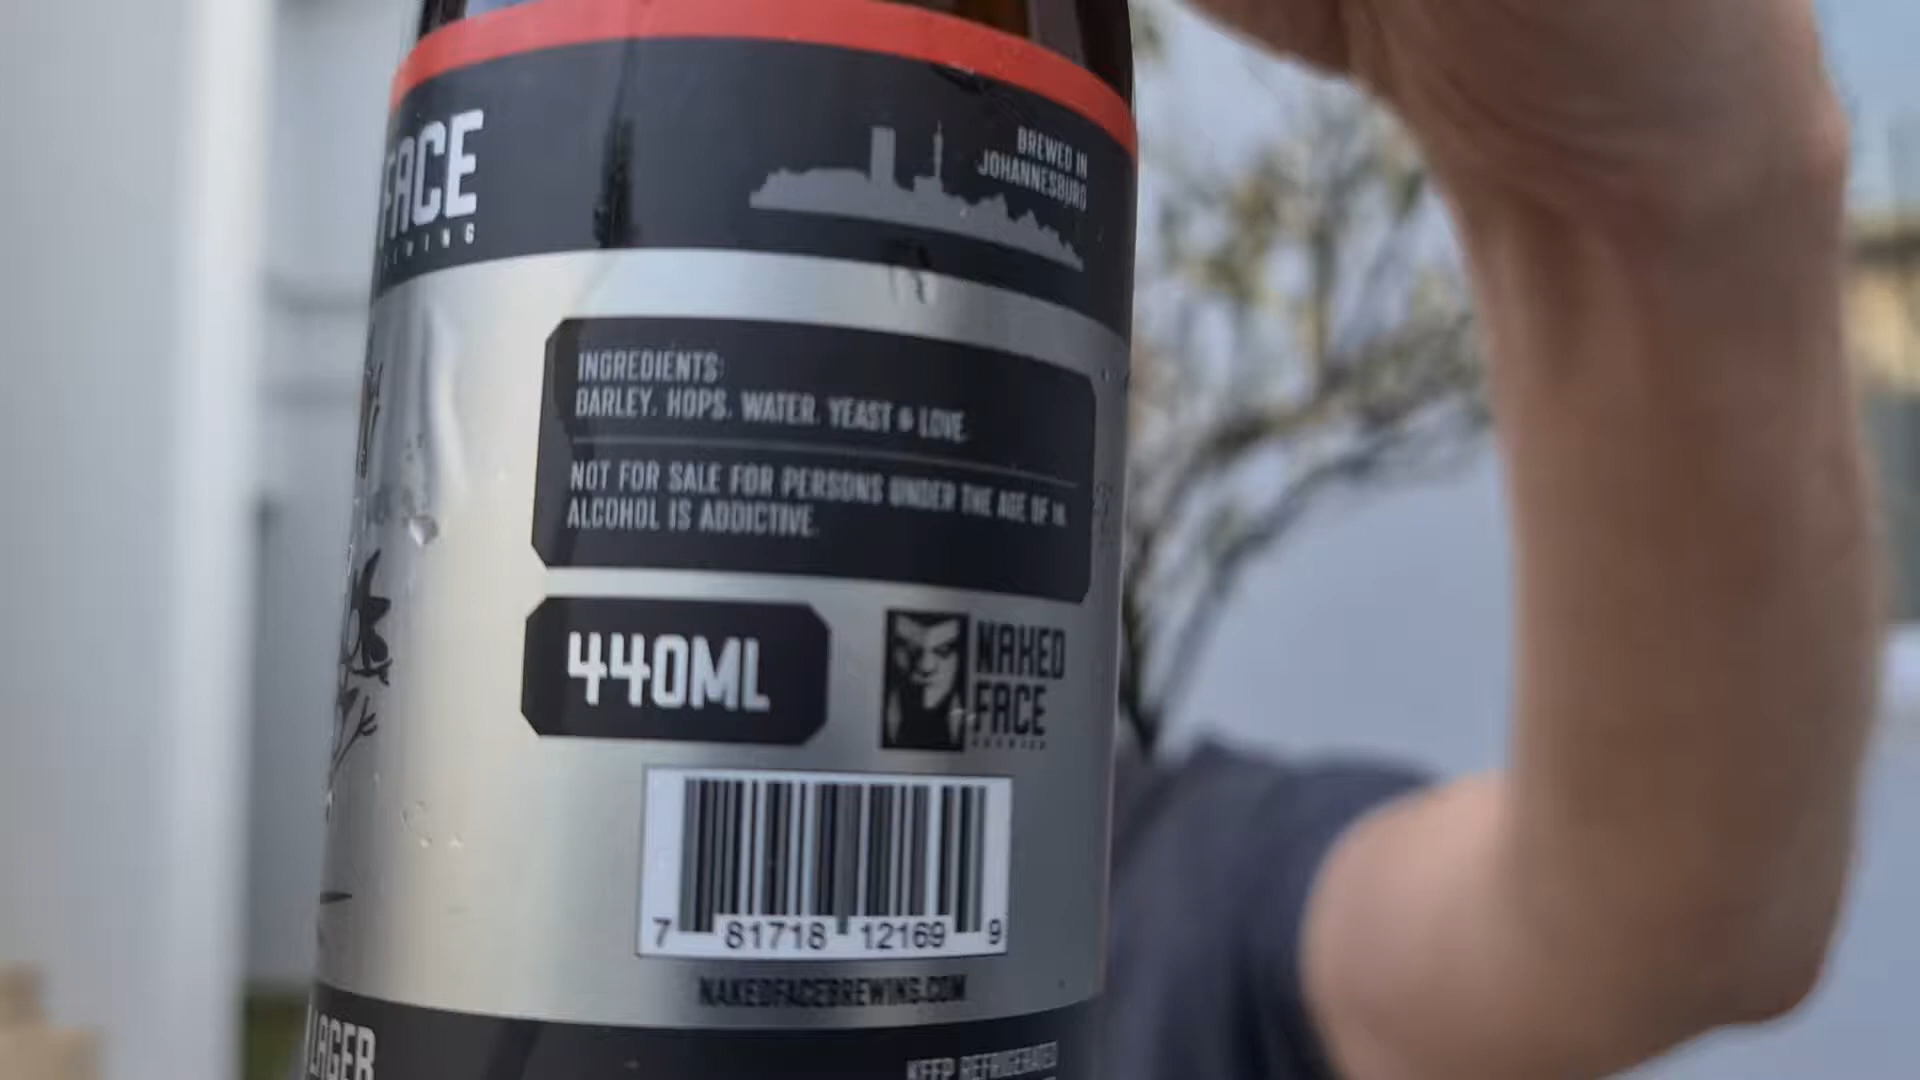 FACE
BREWED IN
JOHANNESBURG
INGREDIENTS:
BARLEY, HOPS, WATER, YEAST & LOVE.
NOT FOR SALE FOR PERSONS UNDER THE AGE OF 18.
ALCOHOL IS ADDICTIVE.
440ML
NAKED
FACE
7 81718 12169 9
NAKEDFACEBREWING.COM
LAGER
KEEP REFRIGERATED